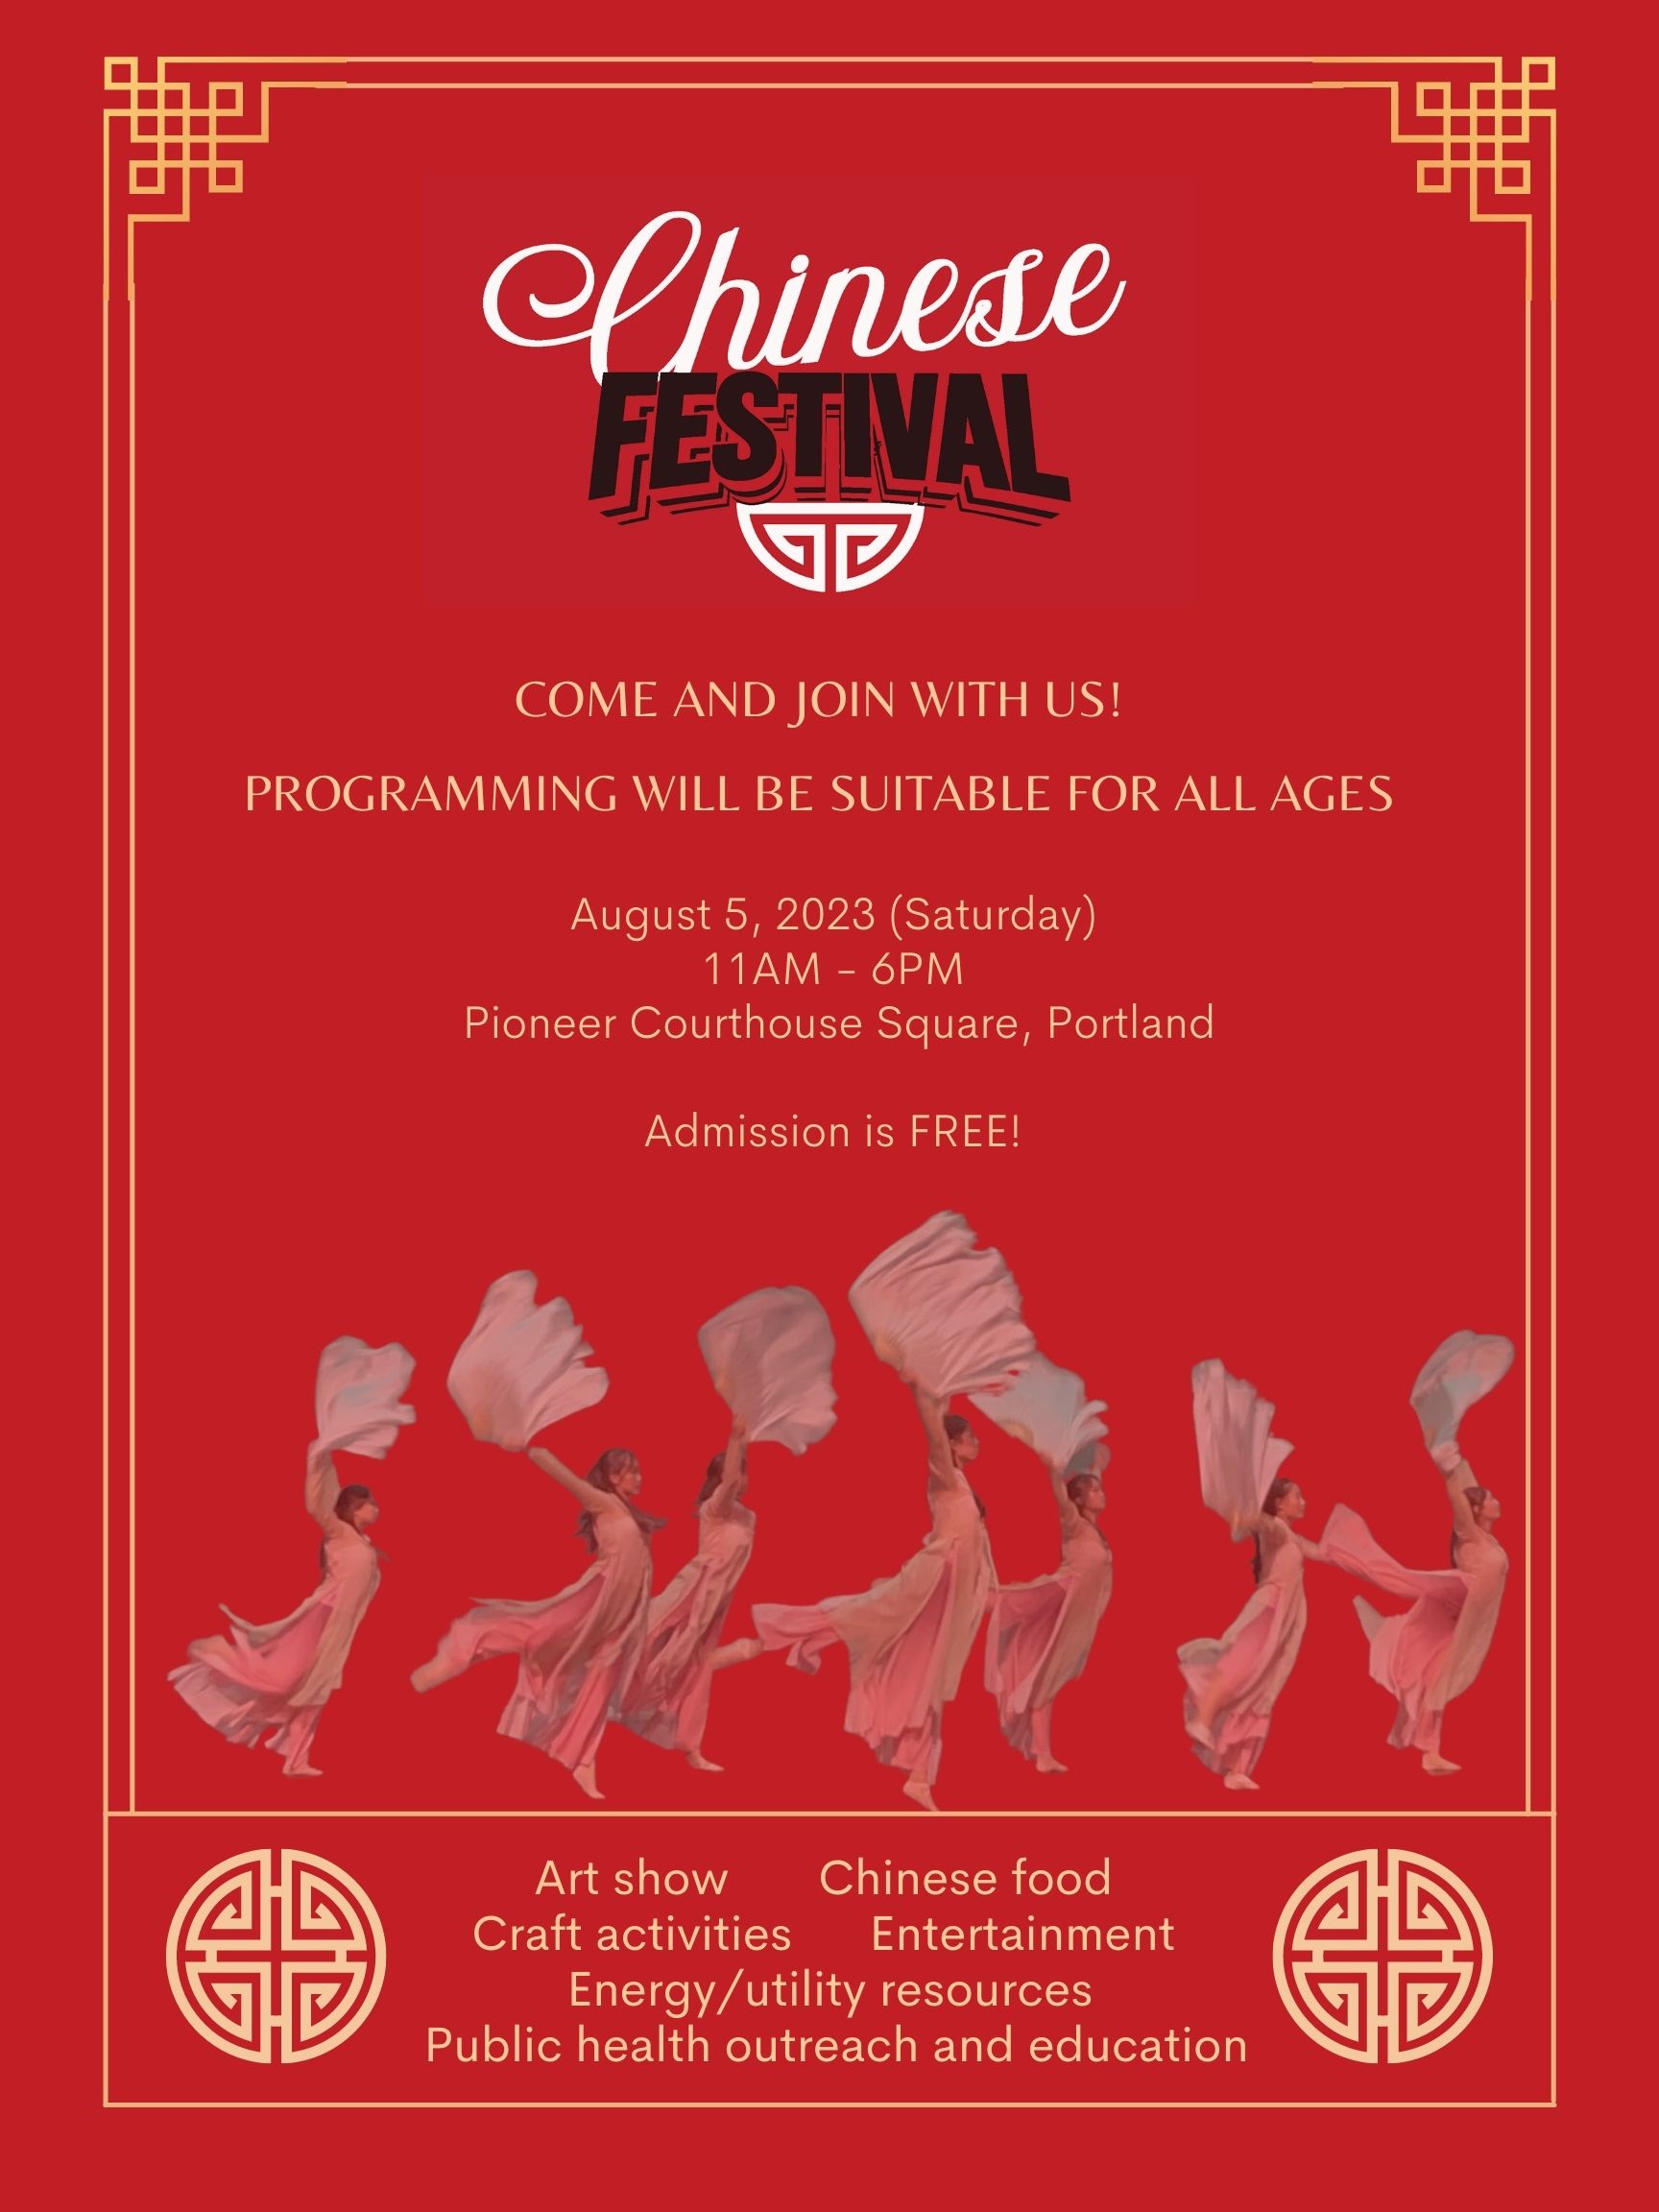 Chinese
FESTIVAL
COME AND JOIN WITH US!
PROGRAMMING WILL BE SUITABLE FOR ALL AGES
August 5, 2023 (Saturday)
11AM - 6PM
Pioneer Courthouse Square, Portland
Admission is FREE!
Art show Chinese food
Craft activities Entertainment
Energy/utility resources
Public health outreach and education